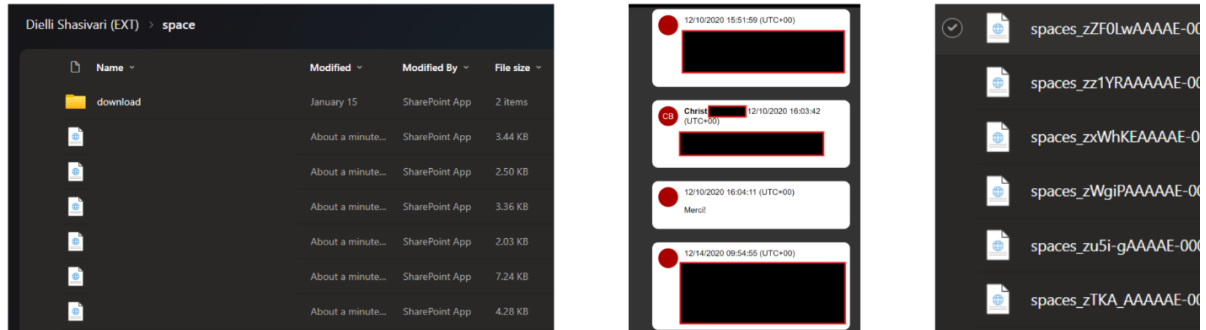 Dielli Shasivari (EXT) > space
Name Modified Modified By File size
download January 15 SharePoint App 2 items
About a minute... SharePoint App 3.44 KB
About a minute... SharePoint App 2.50 KB
About a minute... SharePoint App 3.36 KB
About a minute... SharePoint App 2.03 KB
About a minute... SharePoint App 7.24 KB
About a minute... SharePoint App 4.28 KB
12/10/2020 15:51:59 (UTC+00)
CB
Christ 12/10/2020 16:03:42
(UTC+00)
12/10/2020 16:04:11 (UTC+00)
Merci!
12/14/2020 09:54:55 (UTC+00)
spaces_zZF0LwAAAAE-00
spaces_zz1YRAAAAAE-00
spaces_zxWhKEAAAAE-0
spaces_zWgiPAAAAAE-00
spaces_zu5i-gAAAAE-000
spaces_zTKA_AAAAAE-00